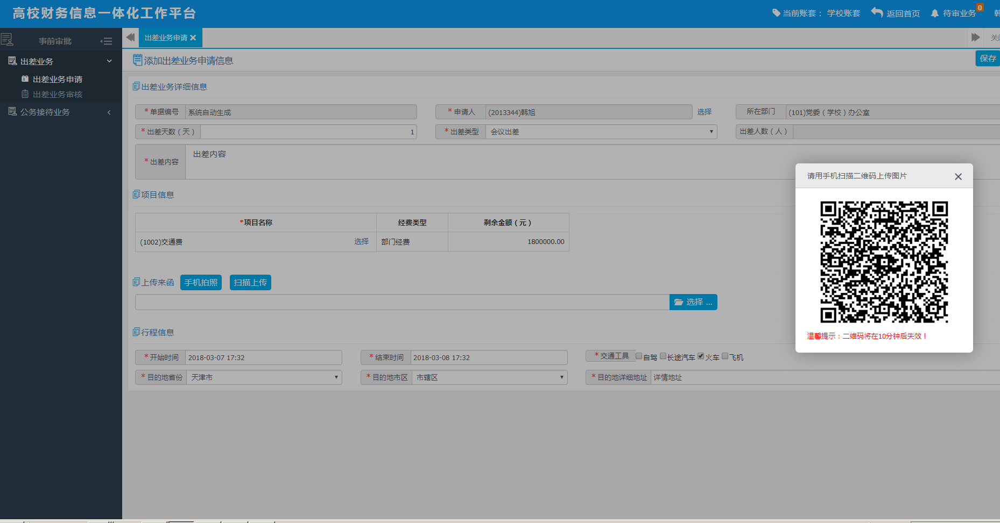 高校财务信息一体化工作平台
当前账套： 学校账套 返回首页 待审业务 0 韩
事前审批
出差业务申请 关
出差业务
添加出差业务申请信息 保存
出差业务申请
出差业务审核
公务接待业务
出差业务详细信息
* 单据编号 系统自动生成 * 申请人 (2013344)韩旭 选择 所在部门 (101)党委（学校）办公室
* 出差天数（天） 1 * 出差类型 会议出差 出差人数（人）
* 出差内容 出差内容
请用手机扫描二维码上传图片
项目信息
*项目名称 经费类型 剩余金额（元）
(1002)交通费 选择 部门经费 1800000.00
上传来函 手机拍照 扫描上传
选择 ...
温馨提示：二维码将在10分钟后失效！
行程信息
* 开始时间 2018-03-07 17:32 * 结束时间 2018-03-08 17:32 * 交通工具 自驾 长途汽车 火车 飞机
* 目的地省份 天津市 * 目的地市区 市辖区 * 目的地详细地址 详情地址